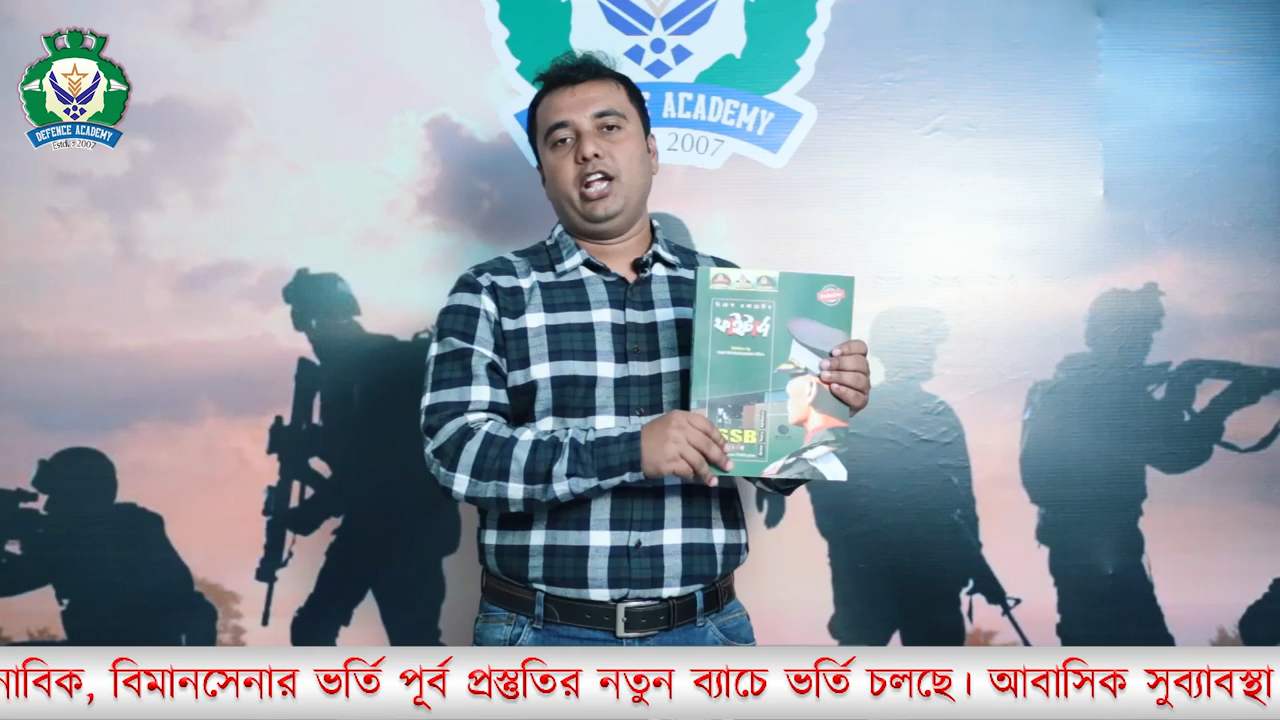 DEFENCE ACADEMY
Estd. 2007
ACADEMY
2007
SSB
নাবিক, বিমানসেনার ভর্তি পূর্ব প্রস্তুতির নতুন ব্যাচে ভর্তি চলছে। আবাসিক সুব্যাবস্থা